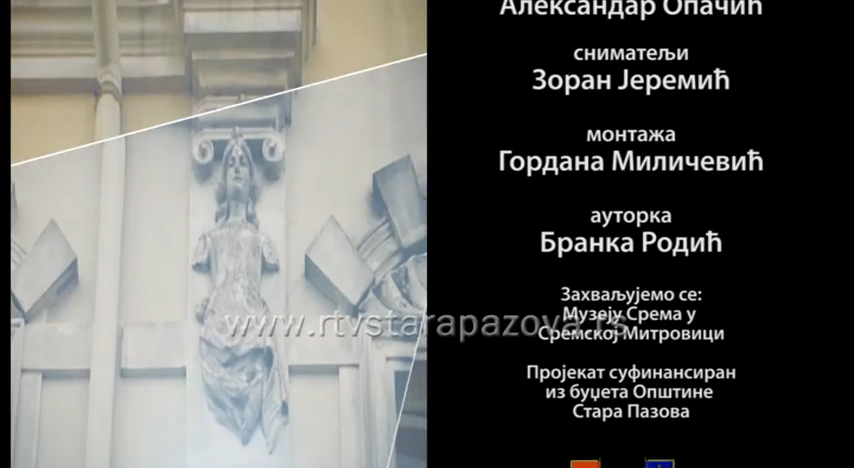 Александар Опачић
сниматељи
Зоран Јеремић
монтажа
Гордана Миличевић
ауторка
Бранка Родић
Захваљујемо се:
Музеју Срема у
Сремској Митровици
www.rtvstarapazova.rs
Пројекат суфинансиран
из буџета Општине
Стара Пазова